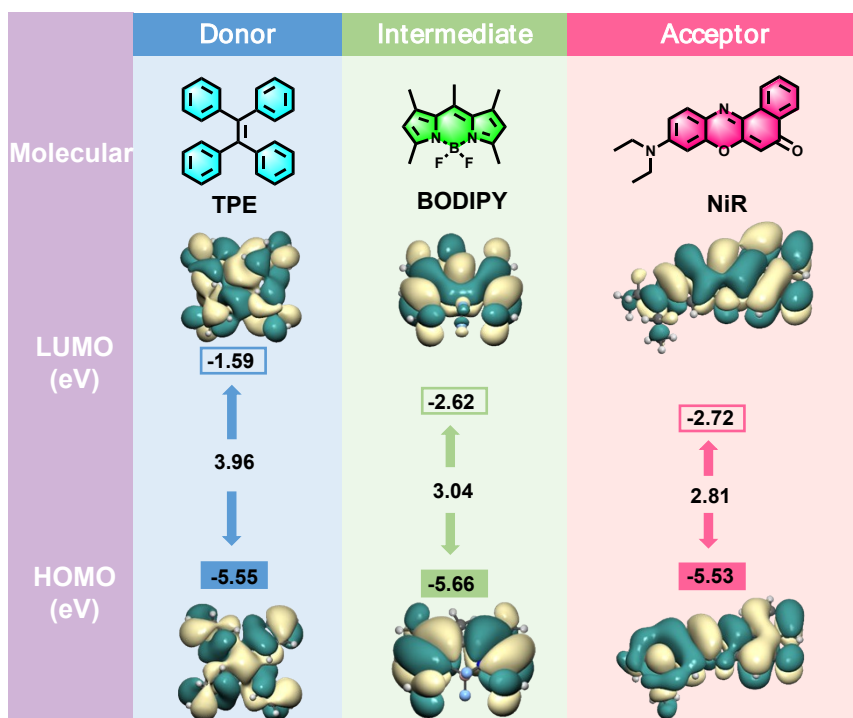 Donor
Intermediate
Acceptor
Molecular
N
B
N
F
F
N
N
O
O
TPE
BODIPY
NiR
LUMO
(eV)
-1.59
-2.62
-2.72
3.96
3.04
2.81
HOMO
(eV)
-5.55
-5.66
-5.53